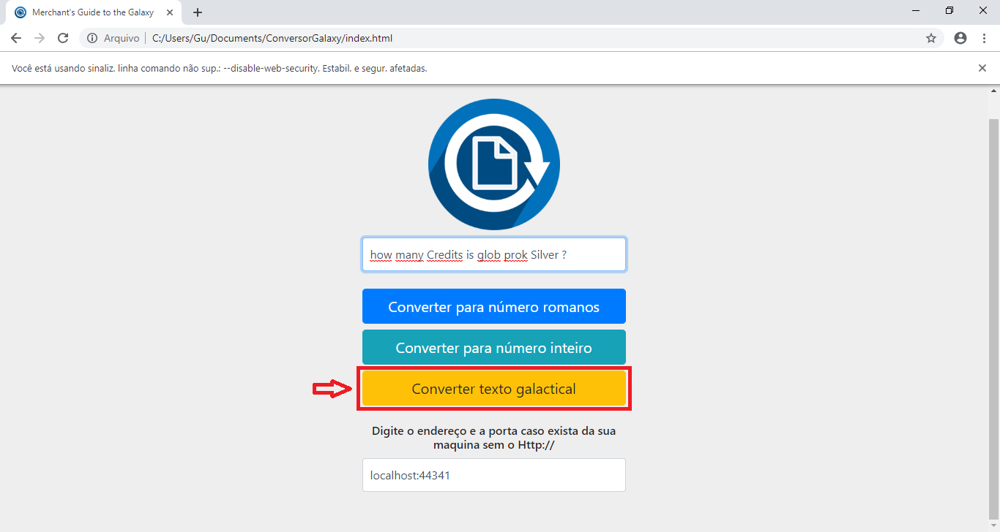 Merchant's Guide to the Galaxy
Arquivo
C:/Users/Gu/Documents/ConversorGalaxy/index.html
Você está usando sinaliz. linha comando não sup.: --disable-web-security. Estabil. e segur. afetadas.
how many Credits is glob prok Silver ?
Converter para número romanos
Converter para número inteiro
Converter texto galactical
Digite o endereço e a porta caso exista da sua
maquina sem o Http://
localhost:44341